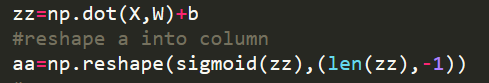 zz=np.dot(X,W)+b
#reshape a into column
aa=np.reshape(sigmoid(zz),(len(zz),-1))